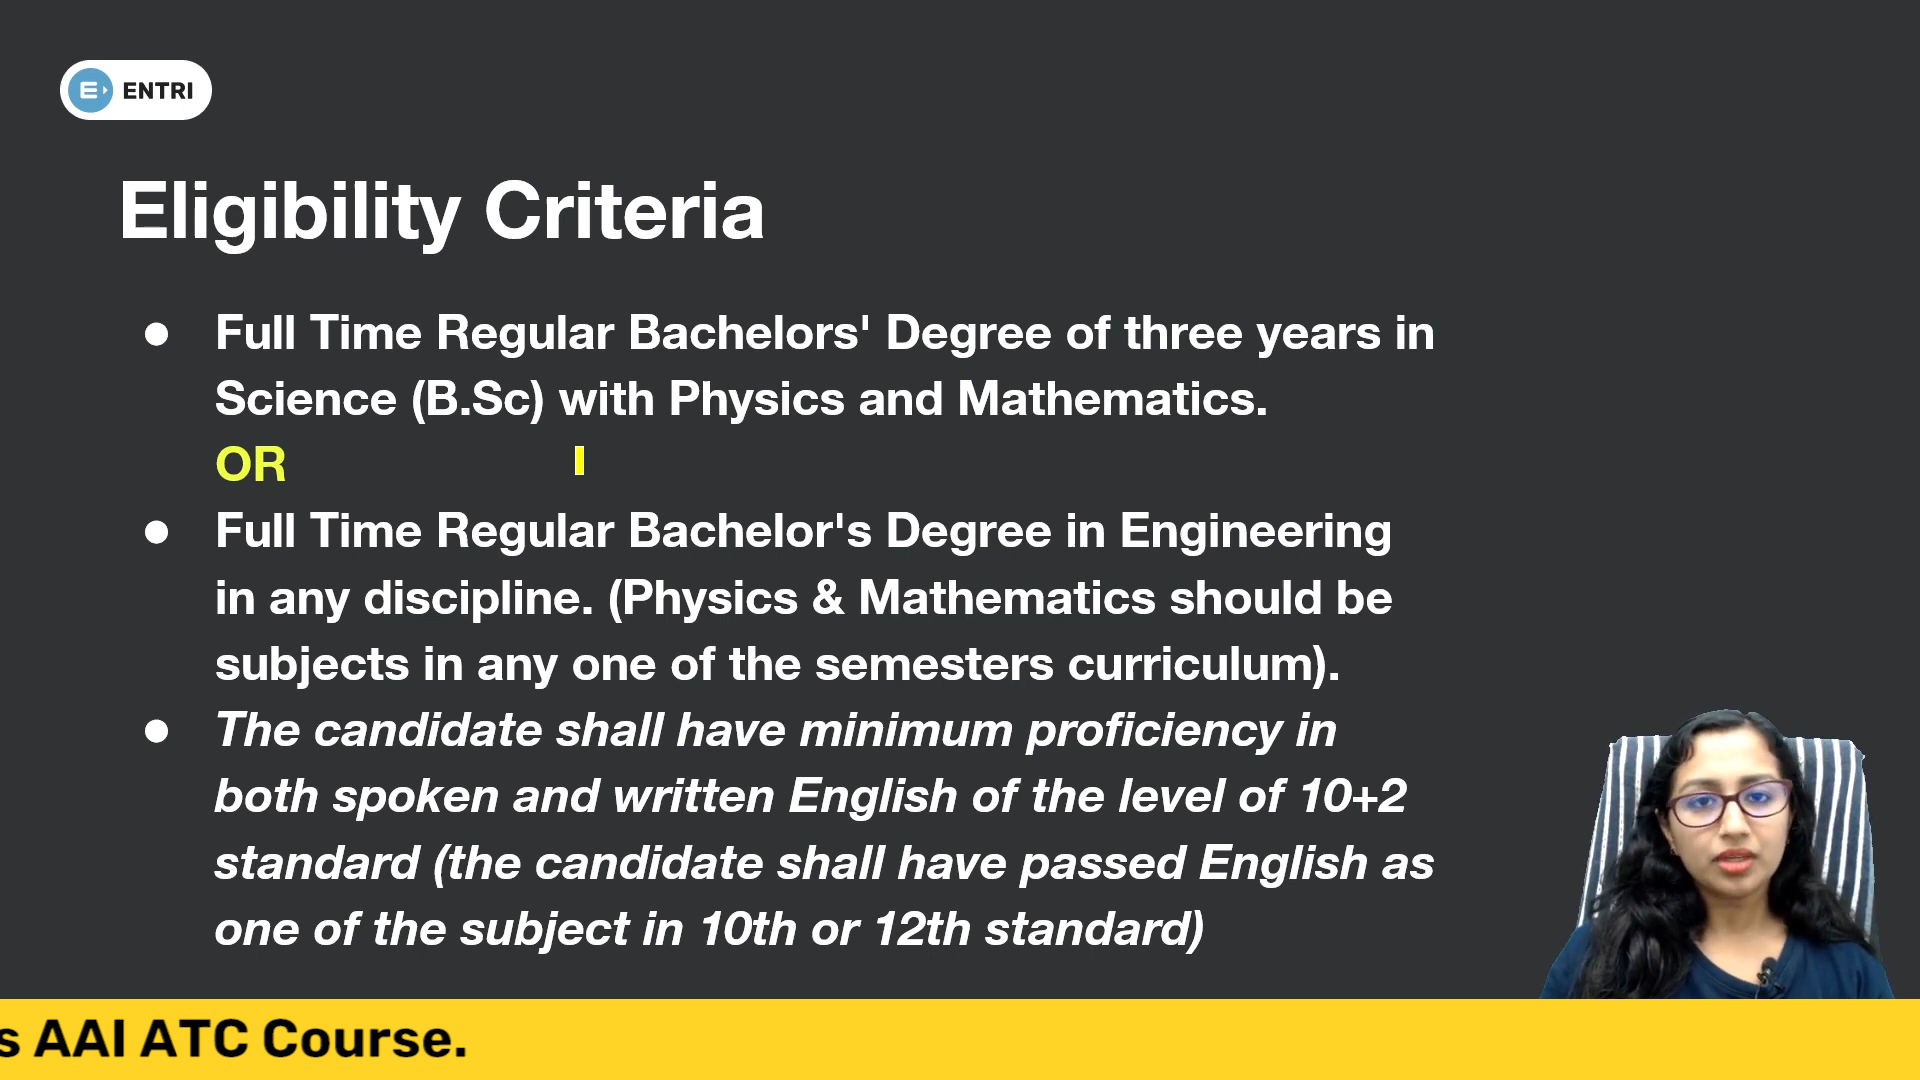 ENTRI
Eligibility Criteria
● Full Time Regular Bachelors' Degree of three years in
Science (B.Sc) with Physics and Mathematics.
OR
● Full Time Regular Bachelor's Degree in Engineering
in any discipline. (Physics & Mathematics should be
subjects in any one of the semesters curriculum).
● The candidate shall have minimum proficiency in
both spoken and written English of the level of 10+2
standard (the candidate shall have passed English as
one of the subject in 10th or 12th standard)
s AAI ATC Course.